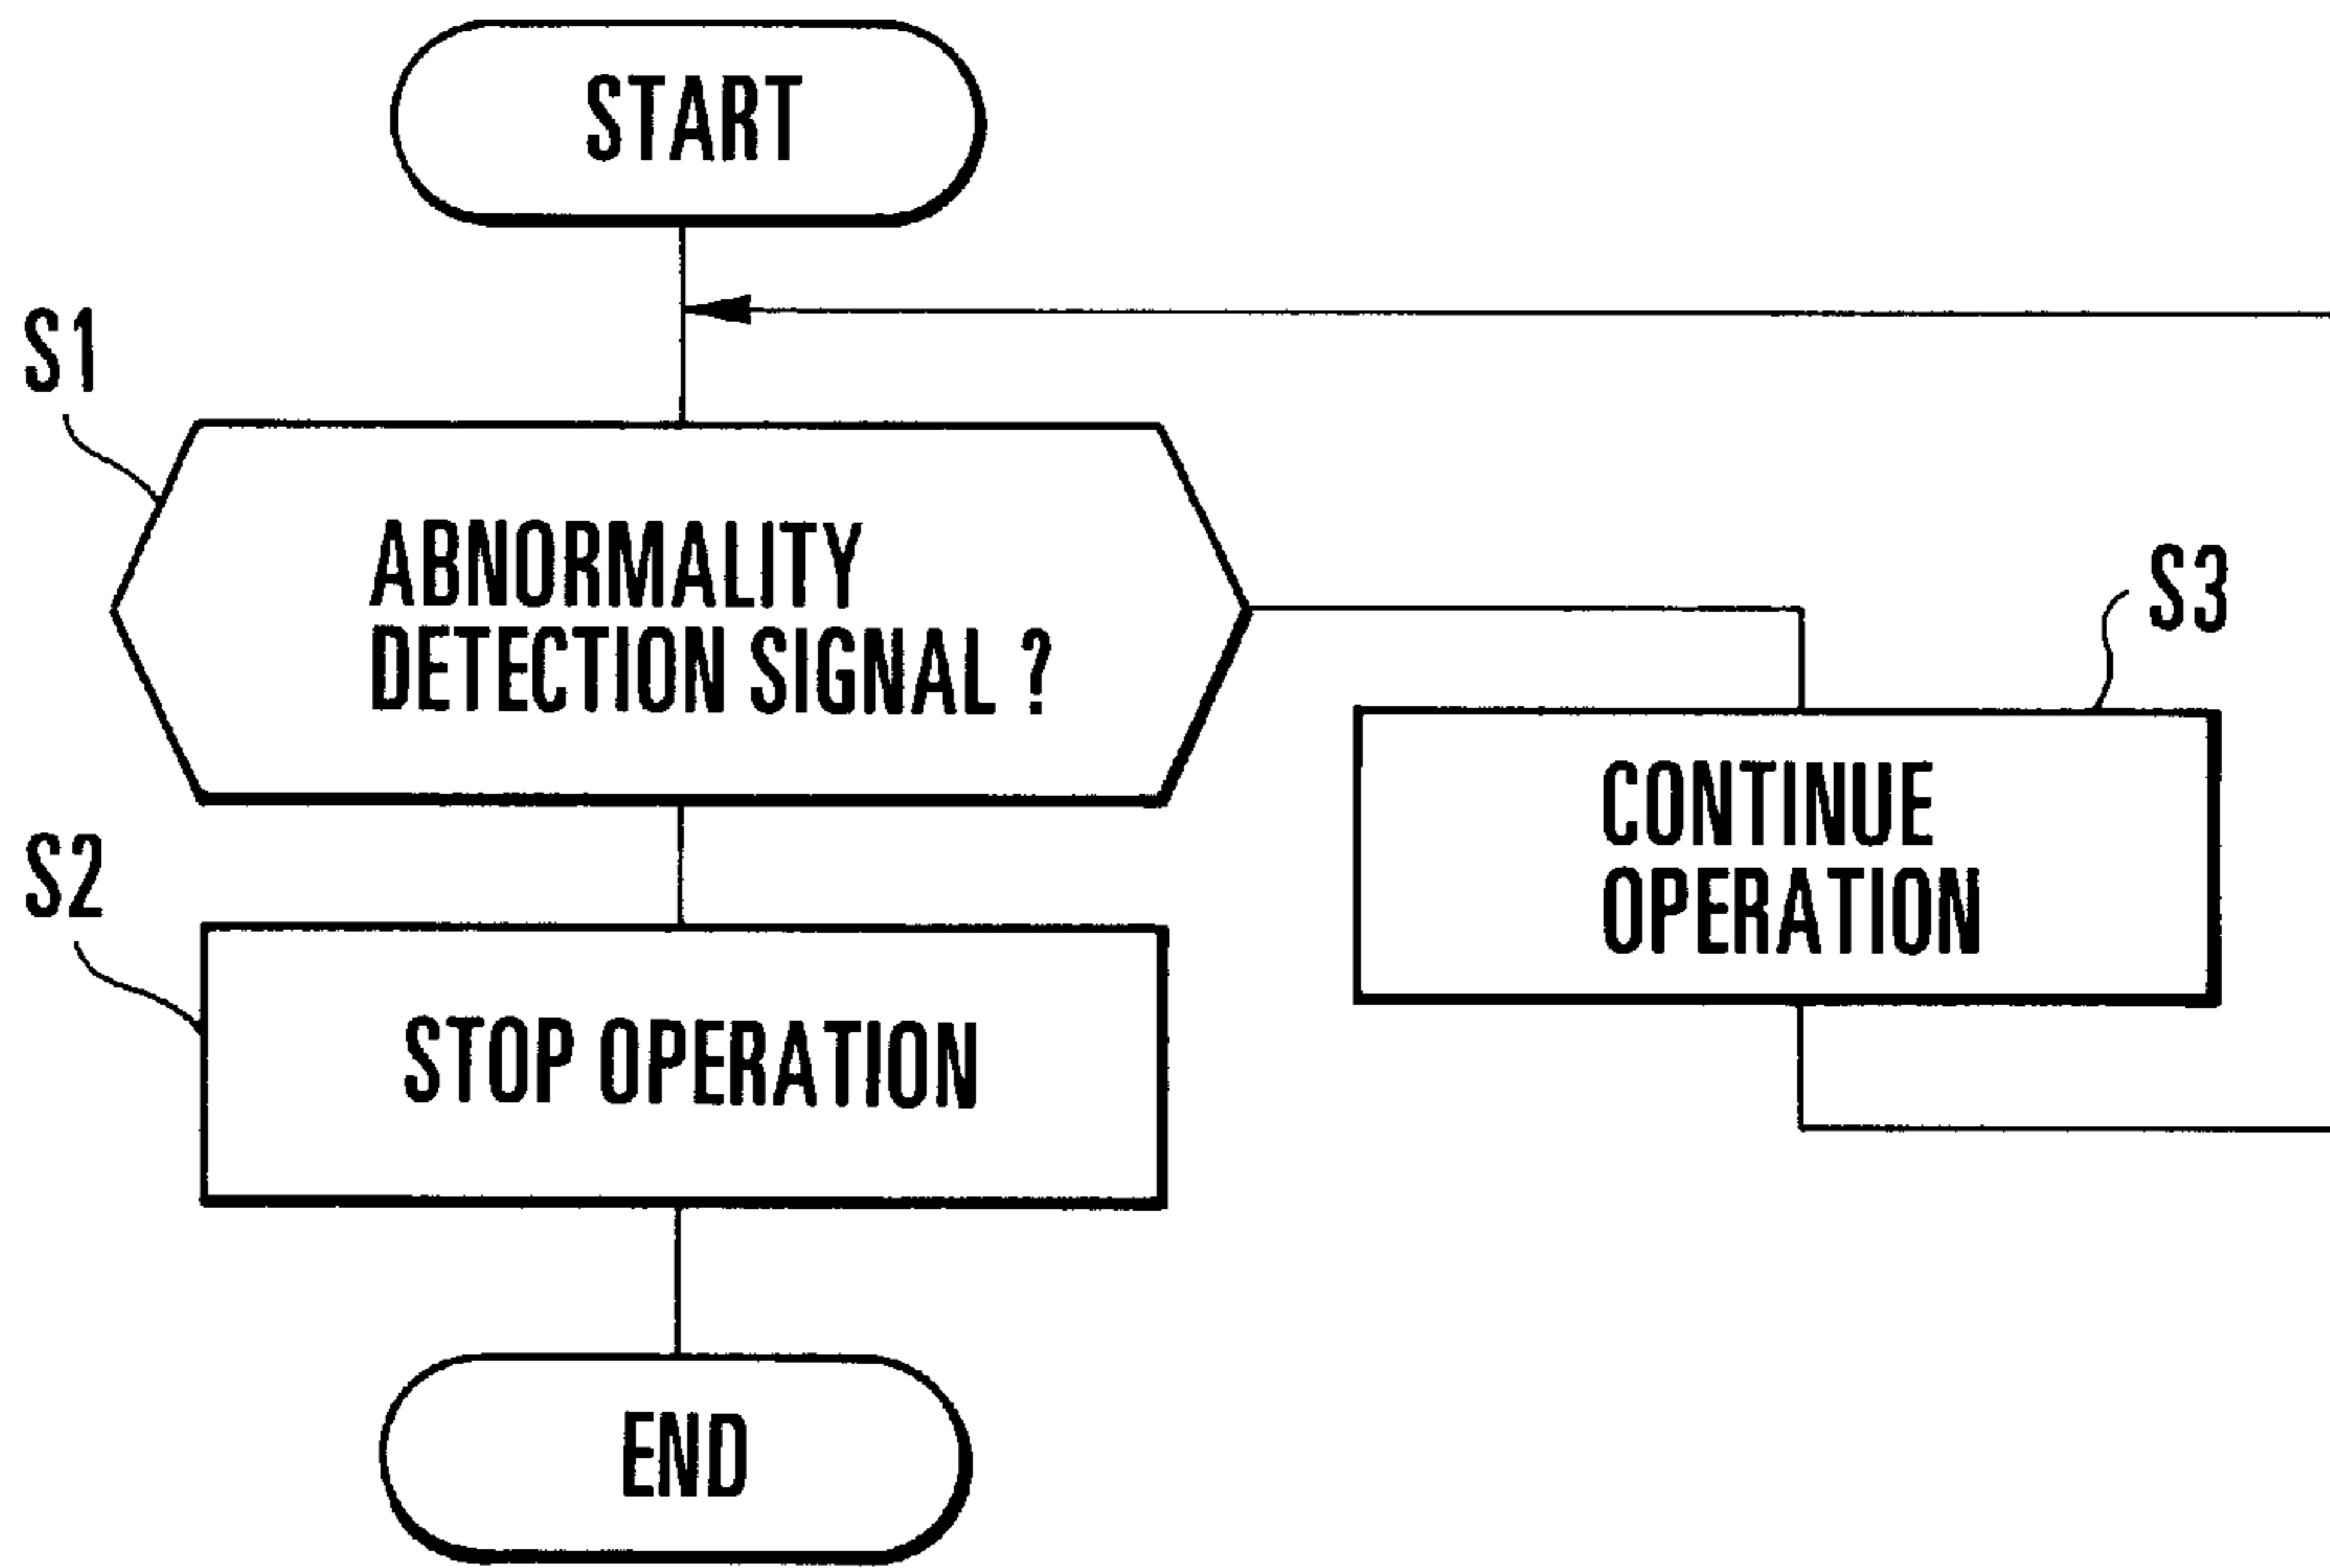 START
S1
ABNORMALITY
DETECTION SIGNAL ?
S3
CONTINUE
OPERATION
S2
STOP OPERATION
END